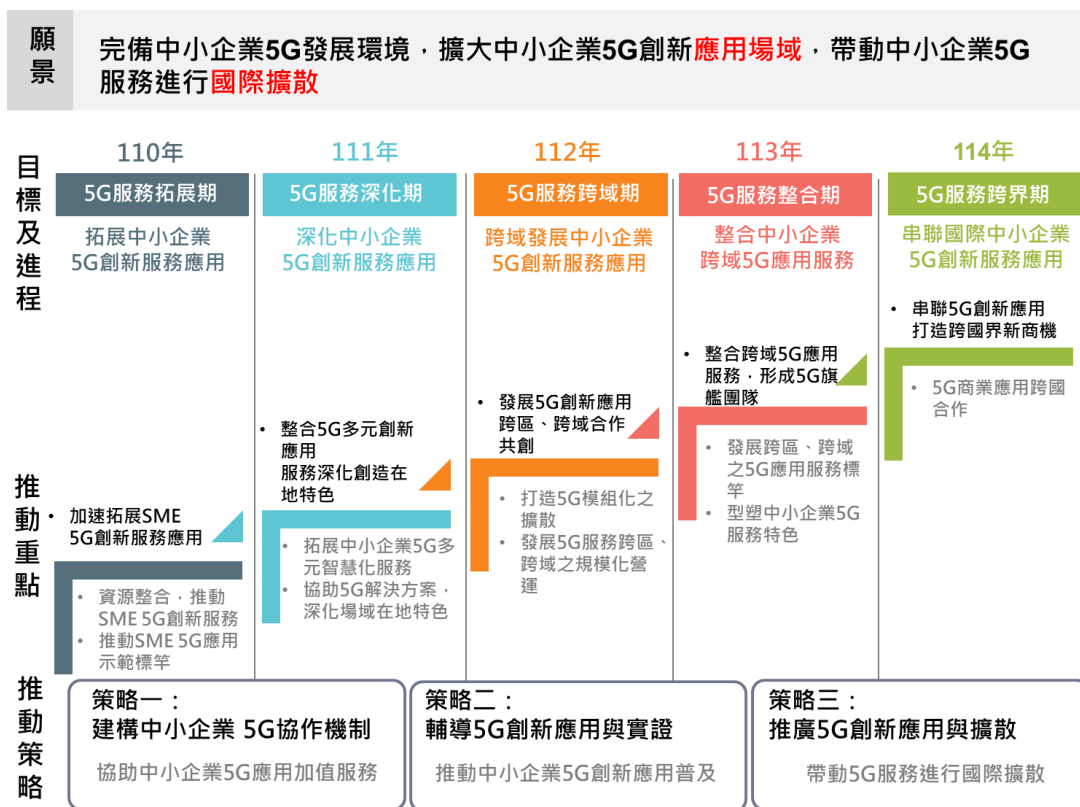 願景
完備中小企業5G發展環境，擴大中小企業5G創新應用場域，帶動中小企業5G
服務進行國際擴散
目標及進程
110年
5G服務拓展期
拓展中小企業
5G創新服務應用
111年
5G服務深化期
深化中小企業
5G創新服務應用
112年
5G服務跨域期
跨域發展中小企業
5G創新服務應用
113年
5G服務整合期
整合中小企業
跨域5G應用服務
114年
5G服務跨界期
串聯國際中小企業
5G創新服務應用
推動重點
• 加速拓展SME
5G創新服務應用
• 資源整合，推動
SME 5G創新服務
• 推動SME 5G應用
示範標竿
• 整合5G多元創新
應用
服務深化創造在
地特色
• 拓展中小企業5G多
元智慧化服務
• 協助5G解決方案，
深化場域在地特色
• 發展5G創新應用
跨區、跨域合作
共創
• 打造5G模組化之
擴散
• 發展5G服務跨區、
跨域之規模化營
運
• 整合跨域5G應用
服務，形成5G旗
艦團隊
• 發展跨區、跨域
之5G應用服務標
竿
• 型塑中小企業5G
服務特色
• 串聯5G創新應用
打造跨國界新商機
• 5G商業應用跨國
合作
推動策略
策略一：
建構中小企業 5G協作機制
協助中小企業5G應用加值服務
策略二：
輔導5G創新應用與實證
推動中小企業5G創新應用普及
策略三：
推廣5G創新應用與擴散
帶動5G服務進行國際擴散